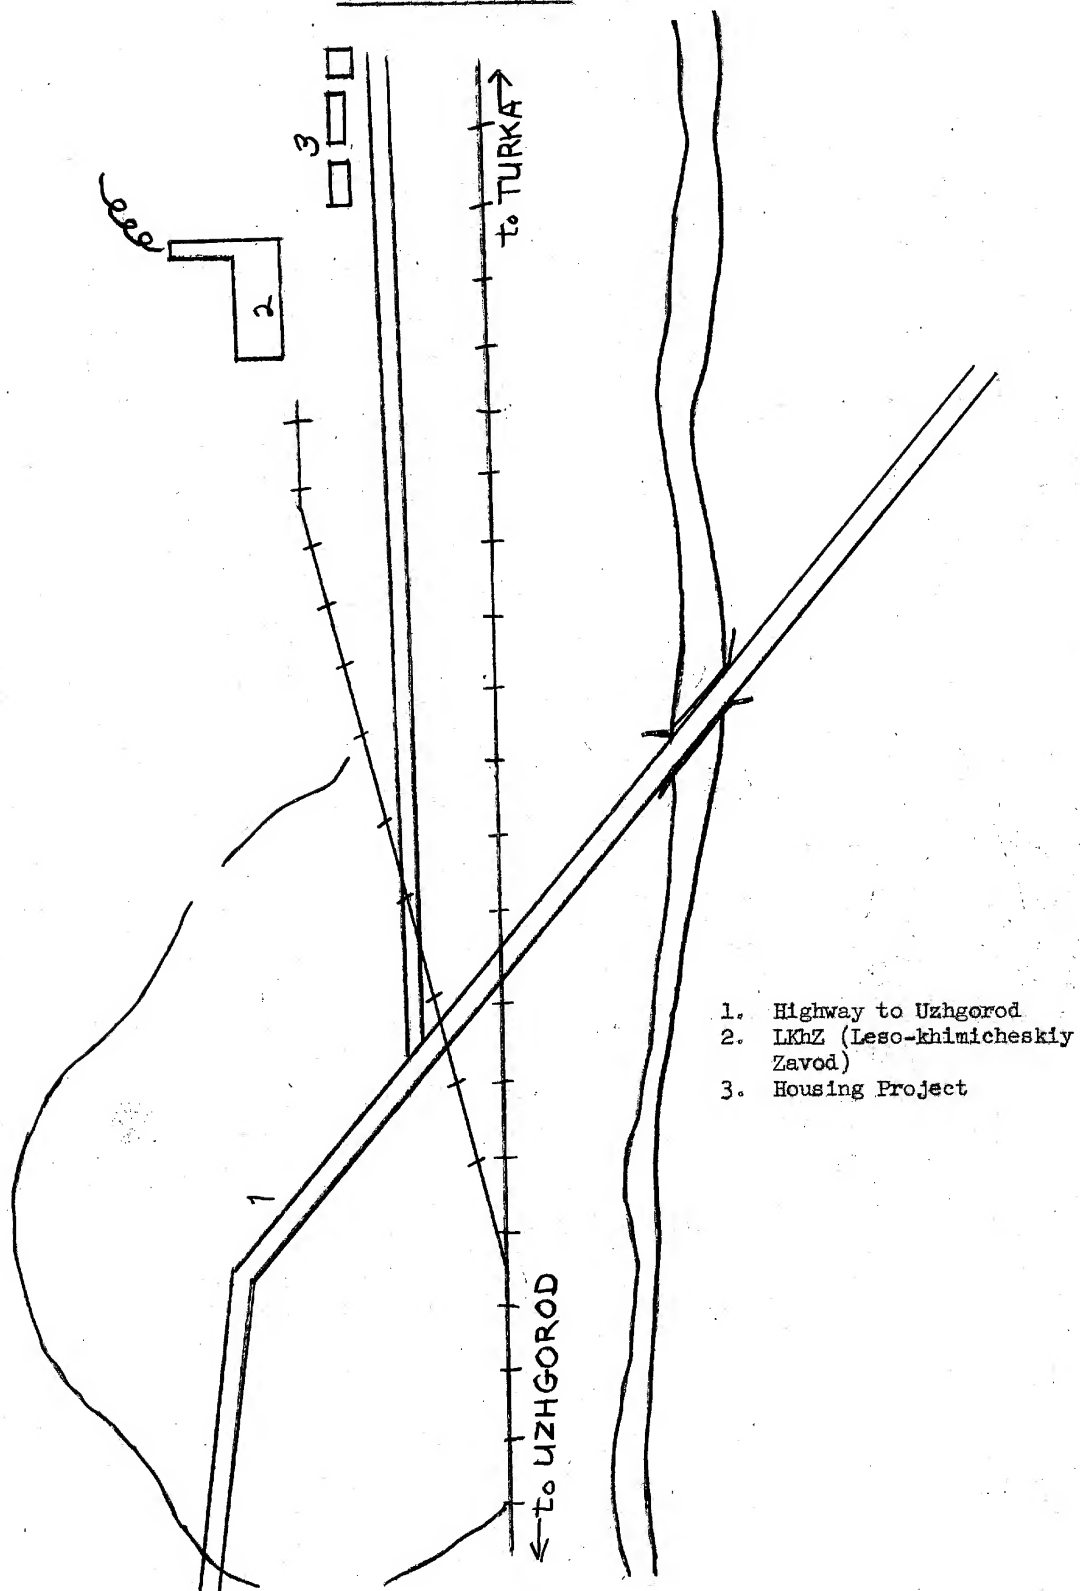 3
to TURKA
2
1. Highway to Uzhgorod
2. LKhZ (Leso-khimicheskiy
Zavod)
3. Housing Project
1
to UZHGOROD